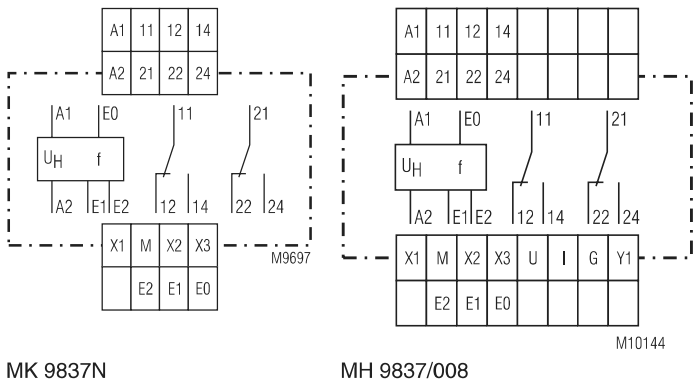 A1 11 12 14
A2 21 22 24
A1 E0 11 21
UH f
A2 E1 E2 12 14 22 24
X1 M X2 X3
E2 E1 E0
M9697
MK 9837N
A1 11 12 14
A2 21 22 24
A1 E0 11 21
UH f
A2 E1 E2 12 14 22 24
X1 M X2 X3 U I G Y1
E2 E1 E0
M10144
MH 9837/008